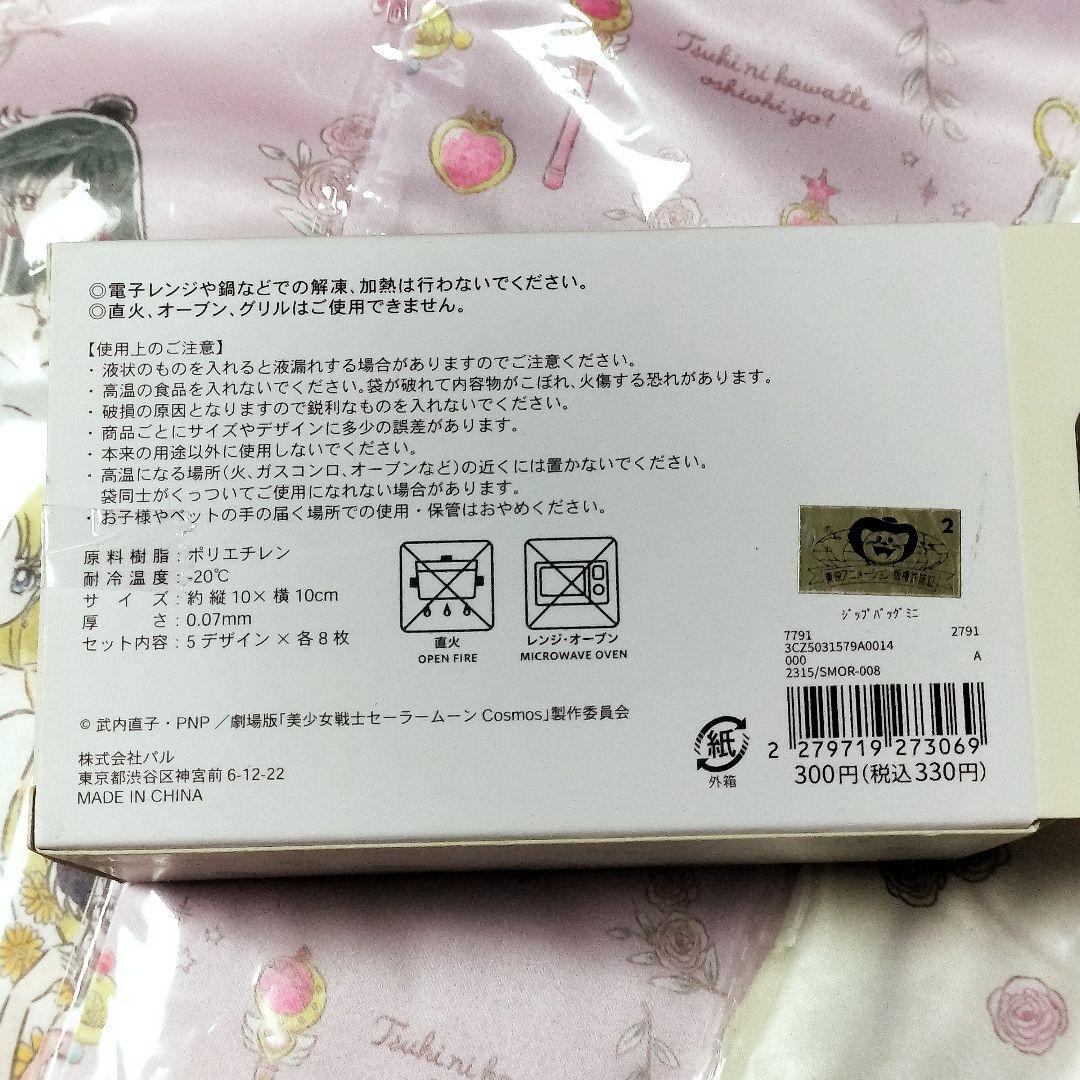 Tsuki ni kawatte
oshioki yo!
◎電子レンジや鍋などでの解凍、加熱は行わないでください。
◎直火、オーブン、グリルはご使用できません。
【使用上のご注意】
・液状のものを入れると液漏れする場合がありますのでご注意ください。
・高温の食品を入れないでください。袋が破れて内容物がこぼれ、火傷する恐れがあります。
・破損の原因となりますので鋭利なものを入れないでください。
・商品ごとにサイズやデザインに多少の誤差があります。
・本来の用途以外に使用しないでください。
・高温になる場所(火、ガスコンロ、オーブンなど)の近くには置かないでください。
袋同士がくっついてご使用になれない場合があります。
・お子様やペットの手の届く場所での使用・保管はおやめください。
原料樹脂：ポリエチレン
耐冷温度：-20℃
サイズ：約 縦10×横10cm
厚さ：0.07mm
セット内容：5デザイン×各8枚
直火
OPEN FIRE
レンジ・オーブン
MICROWAVE OVEN
2
東映アニメーション 版権許諾証
ジップバッグミニ
7791 2791
3CZ5031579A0014
000 A
2315/SMOR-008
2 279719 273069
300円(税込330円)
紙
外箱
© 武内直子・PNP／劇場版「美少女戦士セーラームーンCosmos」製作委員会
株式会社パル
東京都渋谷区神宮前6-12-22
MADE IN CHINA
Tsuki ni k